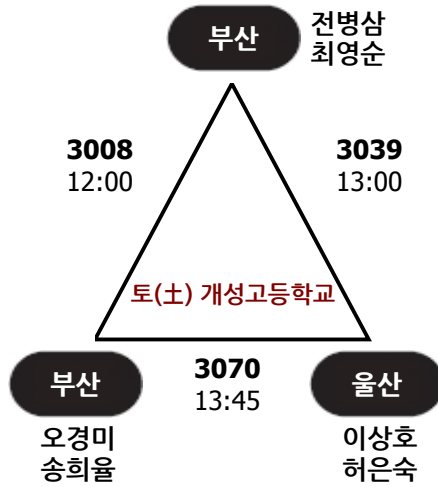 부산
전병삼
최영순
3008
12:00
3039
13:00
토(土) 개성고등학교
부산
3070
13:45
울산
오경미
송희율
이상호
허은숙